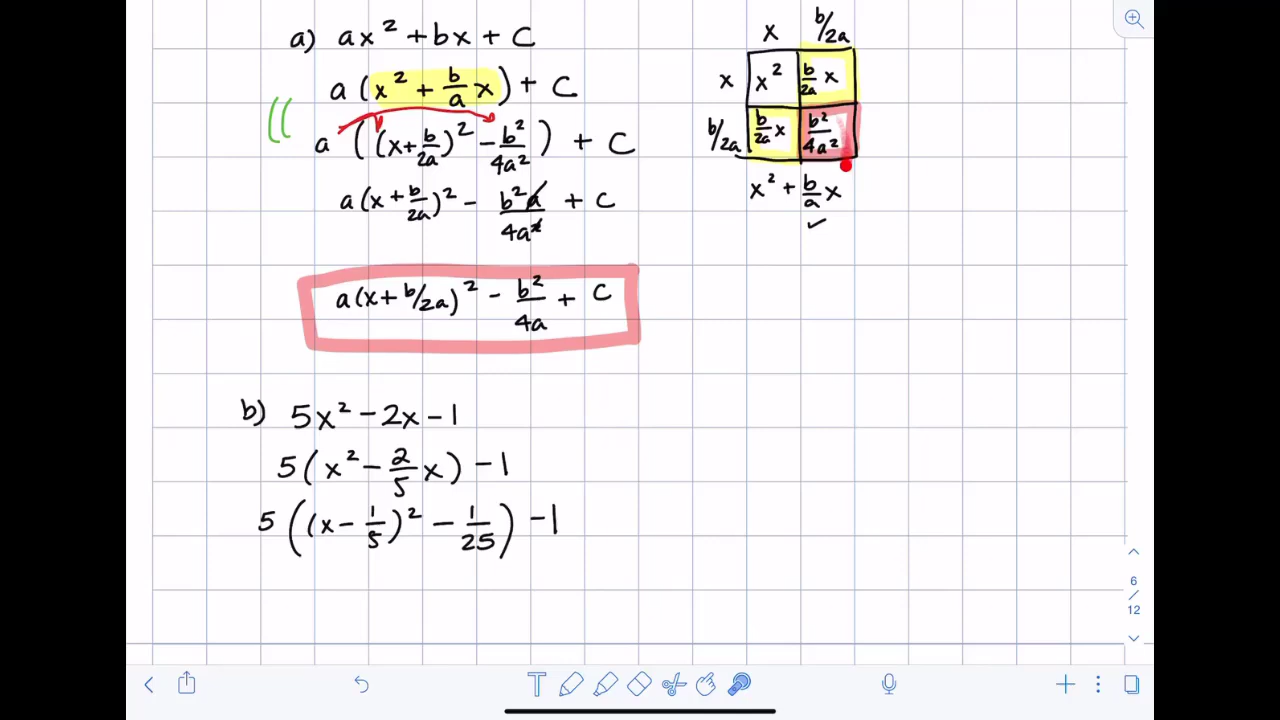 a) ax² + bx + C
a (x² + b/a x) + C
((
a ((x + b/2a)² - b²/4a²) + C
a(x + b/2a)² - b²a/4a² + C
a(x + b/2a)² - b²/4a + C
x b/2a
x x² b/2a x
b/2a b/2a x b²/4a²
x² + b/a x
✓
b) 5x² - 2x - 1
5(x² - 2/5 x) - 1
5((x - 1/5)² - 1/25) - 1
6
/
12
T